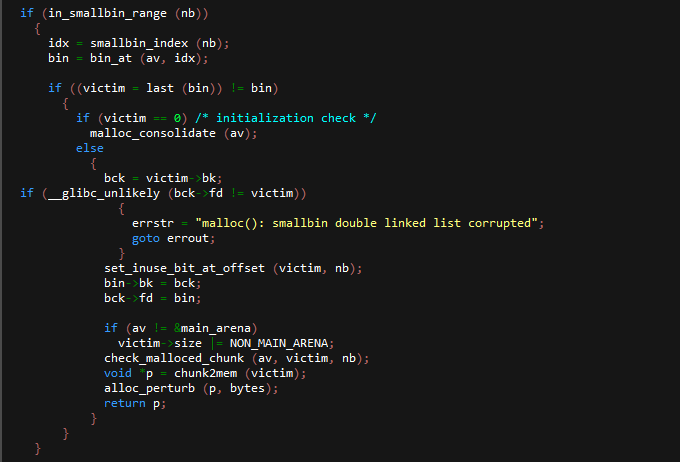 if (in_smallbin_range (nb))
{
idx = smallbin_index (nb);
bin = bin_at (av, idx);
if ((victim = last (bin)) != bin)
{
if (victim == 0) /* initialization check */
malloc_consolidate (av);
else
{
bck = victim->bk;
if (__glibc_unlikely (bck->fd != victim))
{
errstr = "malloc(): smallbin double linked list corrupted";
goto errout;
}
set_inuse_bit_at_offset (victim, nb);
bin->bk = bck;
bck->fd = bin;
if (av != &main_arena)
victim->size |= NON_MAIN_ARENA;
check_malloced_chunk (av, victim, nb);
void *p = chunk2mem (victim);
alloc_perturb (p, bytes);
return p;
}
}
}